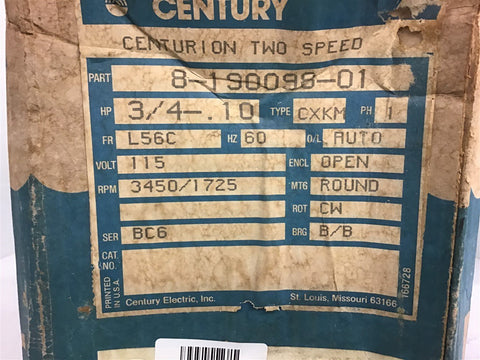 CENTURY
CENTURION TWO SPEED
PART 8-198098-01
HP 3/4-.10 TYPE CXKM PH 1
FR L56C HZ 60 O/L AUTO
VOLT 115 ENCL OPEN
RPM 3450/1725 MTG ROUND
ROT CW
SER BC6 BRG B/B
CAT. NO.
PRINTED IN U.S.A.
Century Electric, Inc. St. Louis, Missouri 63166
166728